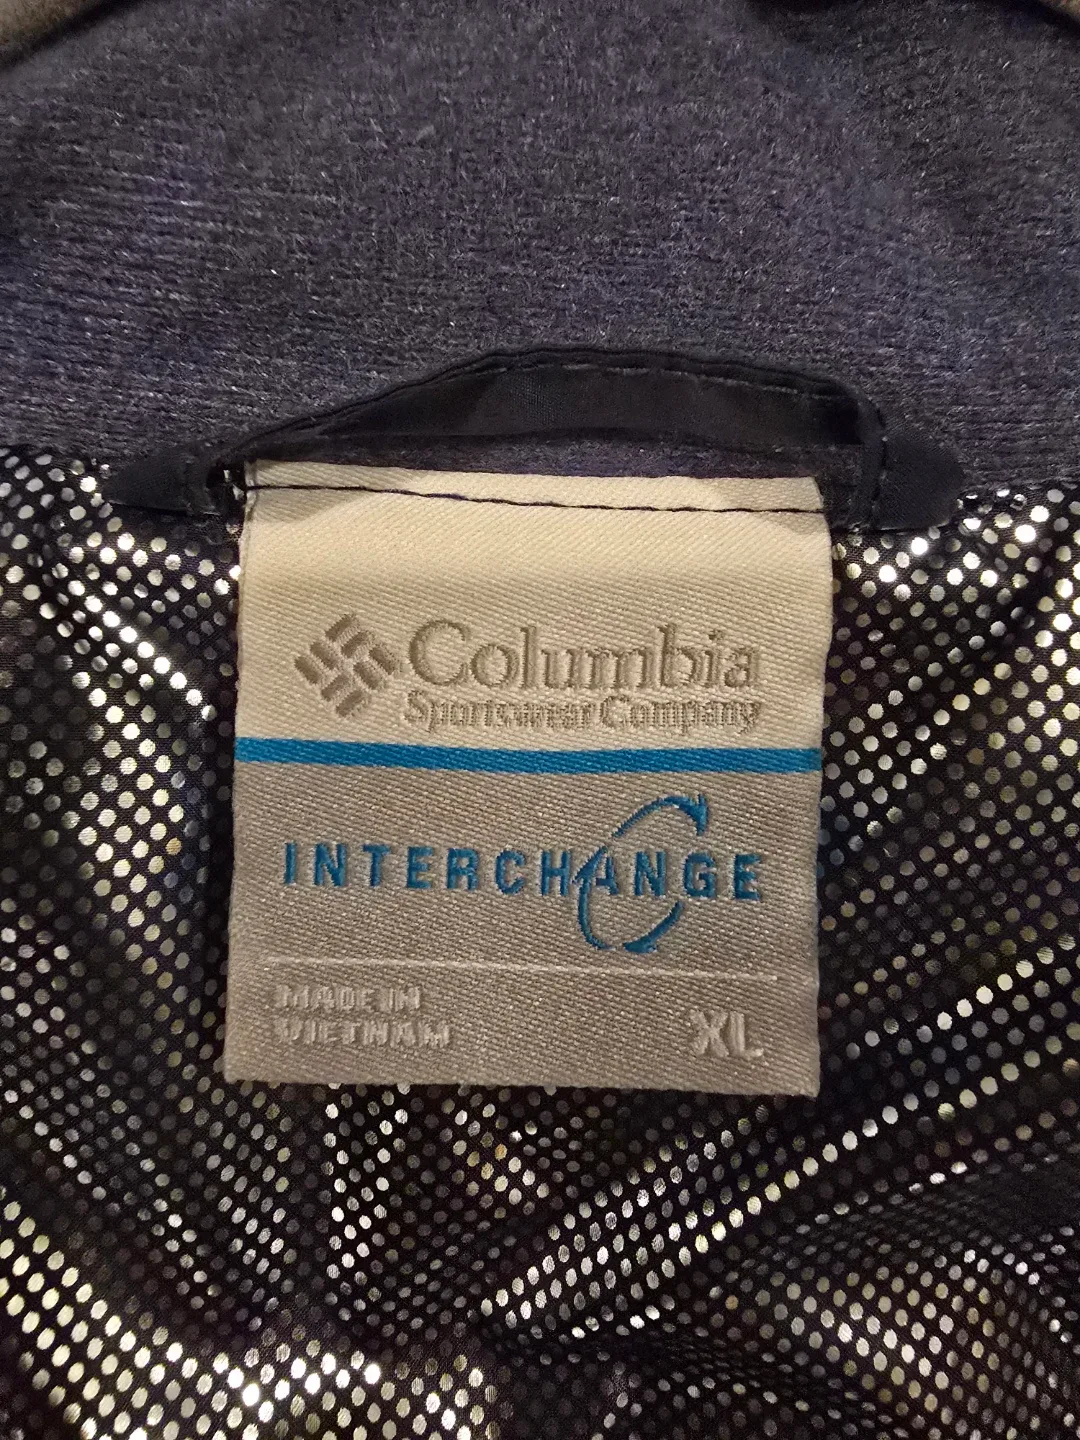 Columbia
Sportswear Company
INTERCHANGE
MADE IN
VIETNAM
XL